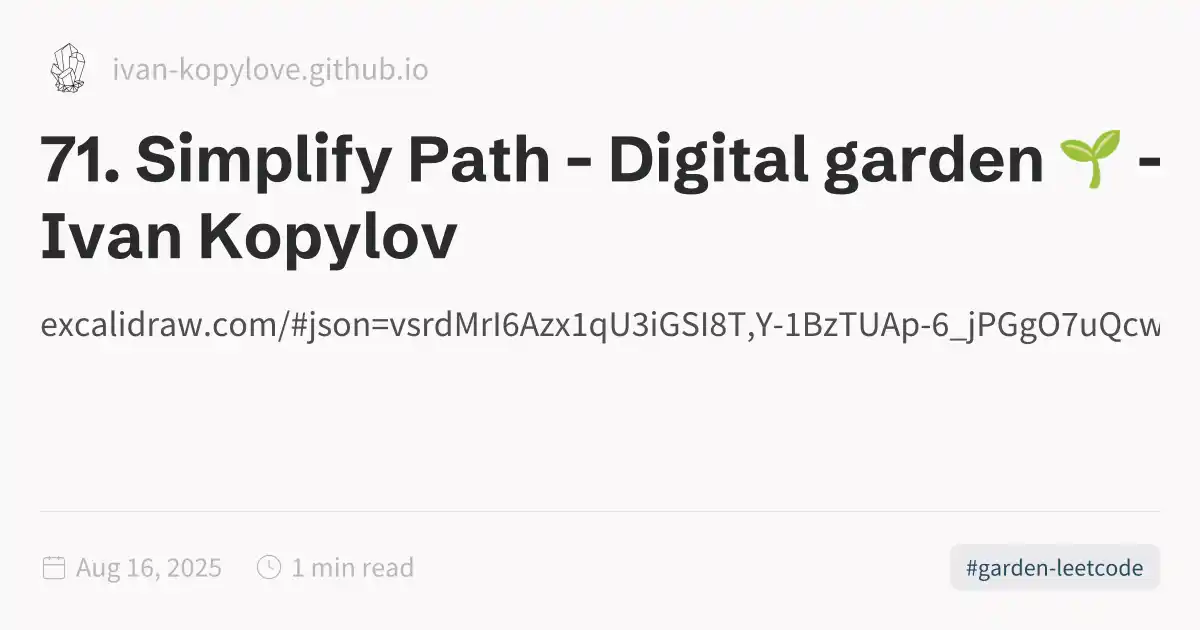 ivan-kopylove.github.io
71. Simplify Path - Digital garden 🌱 -
Ivan Kopylov
excalidraw.com/#json=vsrdMrI6Azx1qU3iGSI8T,Y-1BzTUAp-6_jPGgO7uQcw
Aug 16, 2025 1 min read #garden-leetcode